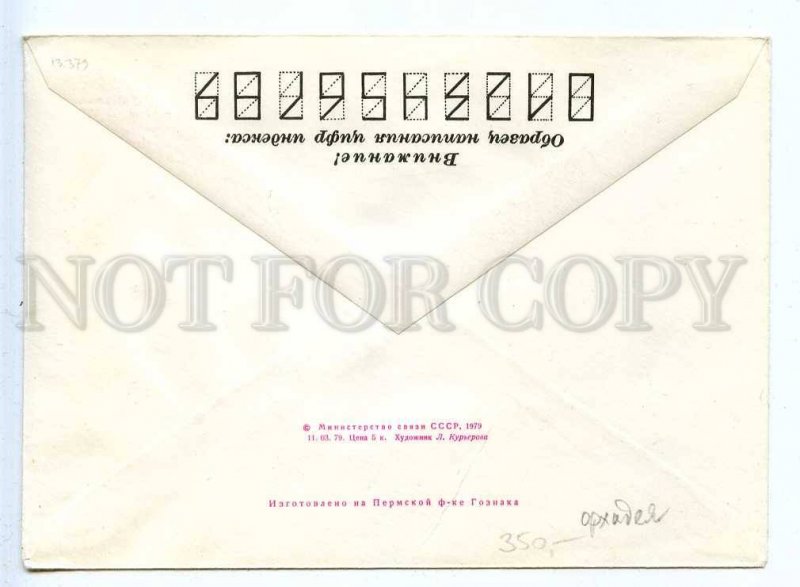 13.379
Внимание!
Образец написания цифр индекса:
0123456789
NOT FOR COPY
© Министерство связи СССР, 1979
11. 03. 79. Цена 5 к. Художник Л. Курьерова
Изготовлено на Пермской ф-ке Гознака
350,—
орхидея